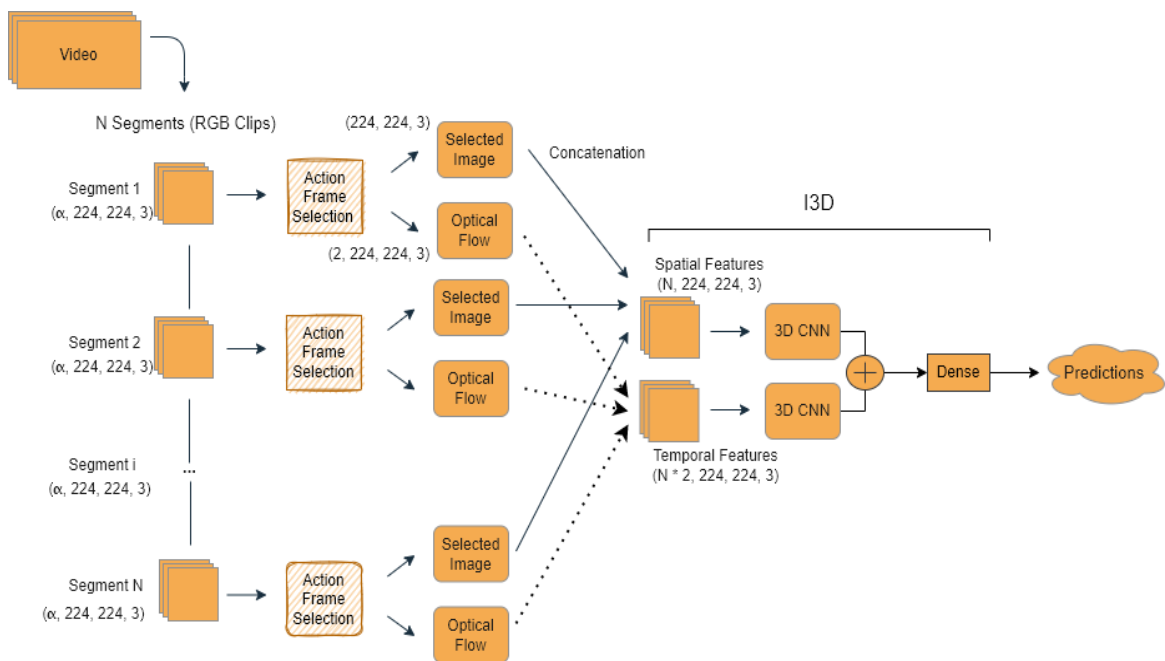 Video
N Segments (RGB Clips)
Segment 1
(α, 224, 224, 3)
Action
Frame
Selection
(224, 224, 3)
Selected
Image
Optical
Flow
(2, 224, 224, 3)
Concatenation
Segment 2
(α, 224, 224, 3)
Action
Frame
Selection
Selected
Image
Optical
Flow
Segment i
(α, 224, 224, 3)
...
Segment N
(α, 224, 224, 3)
Action
Frame
Selection
Selected
Image
Optical
Flow
I3D
Spatial Features
(N, 224, 224, 3)
3D CNN
3D CNN
Temporal Features
(N * 2, 224, 224, 3)
Dense
Predictions